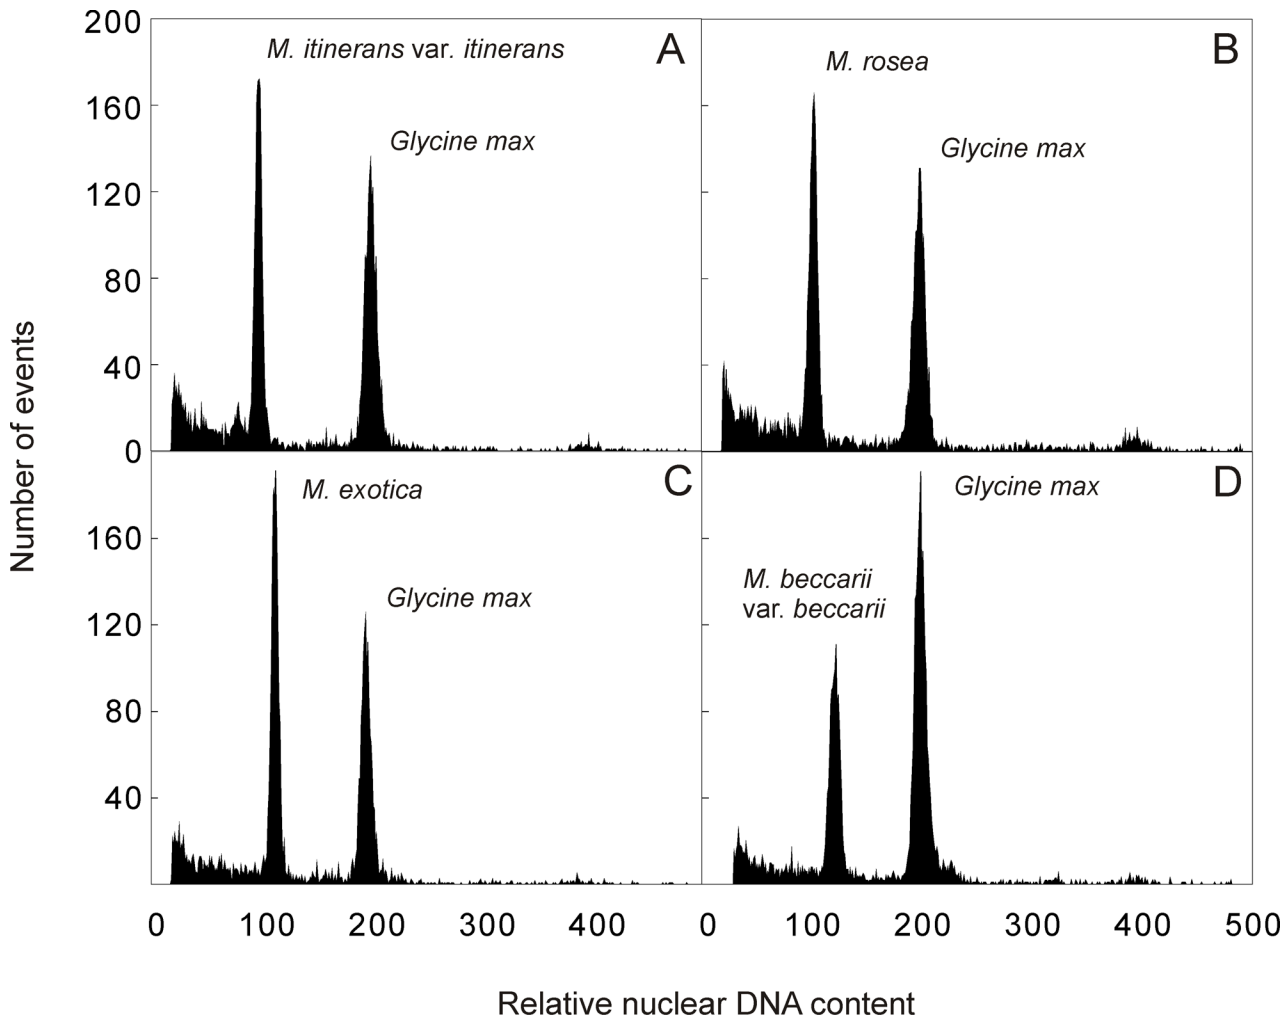 200
M. itinerans var. itinerans
A
M. rosea
B
160
Glycine max
Glycine max
120
80
40
0
M. exotica
C
Glycine max
D
160
M. beccarii
var. beccarii
Glycine max
120
80
40
Number of events
0 100 200 300 400 0 100 200 300 400 500
Relative nuclear DNA content